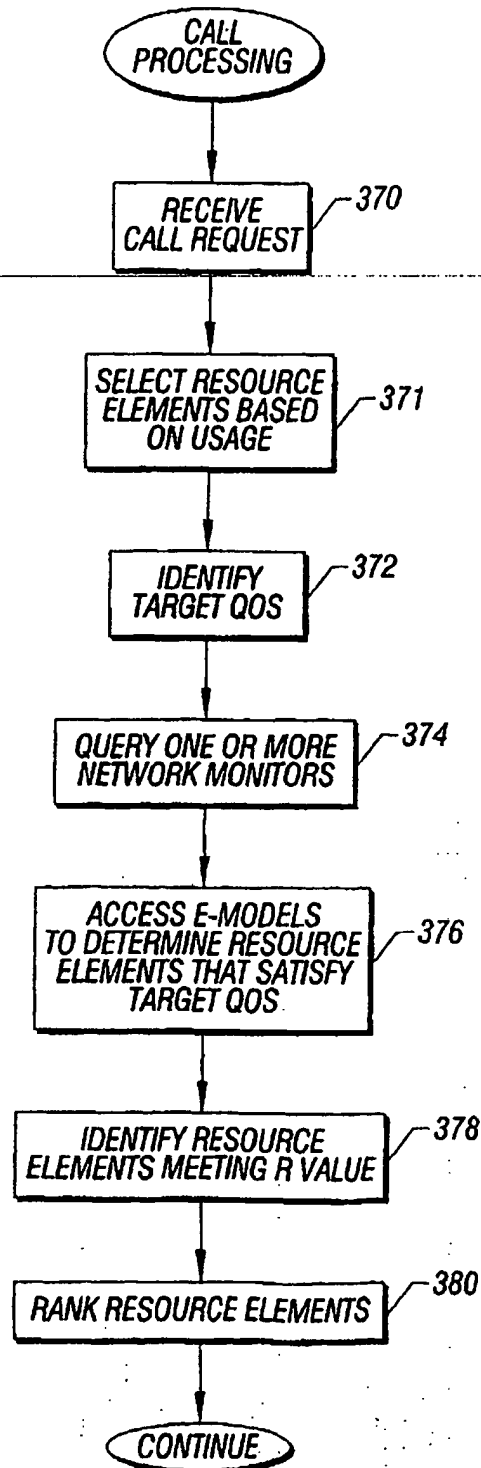 CALL
PROCESSING
370
RECEIVE
CALL REQUEST
371
SELECT RESOURCE
ELEMENTS BASED
ON USAGE
372
IDENTIFY
TARGET QOS
374
QUERY ONE OR MORE
NETWORK MONITORS
376
ACCESS E-MODELS
TO DETERMINE RESOURCE
ELEMENTS THAT SATISFY
TARGET QOS
378
IDENTIFY RESOURCE
ELEMENTS MEETING R VALUE
380
RANK RESOURCE ELEMENTS
CONTINUE